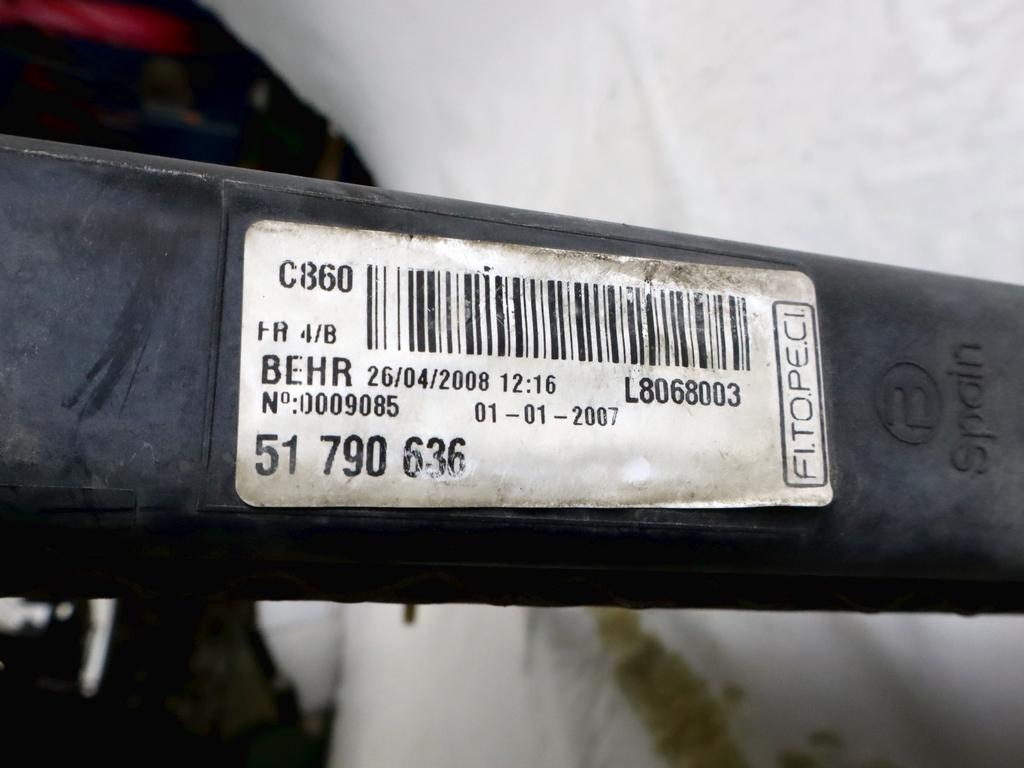 C860
FR 4/B
BEHR 26/04/2008 12:16 L8068003
Nº:0009085 01-01-2007
51 790 636
FI.TO.PE.CI.
Spain